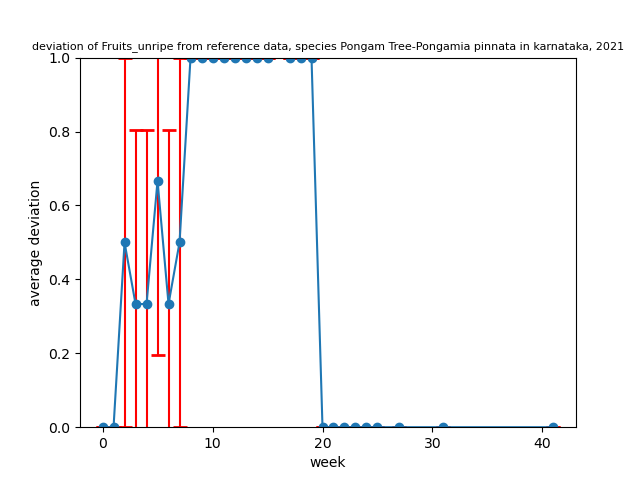 deviation of Fruits_unripe from reference data, species Pongam Tree-Pongamia pinnata in karnataka, 2021
1.0
0.8
0.6
0.4
0.2
0.0
average deviation
0 10 20 30 40
week